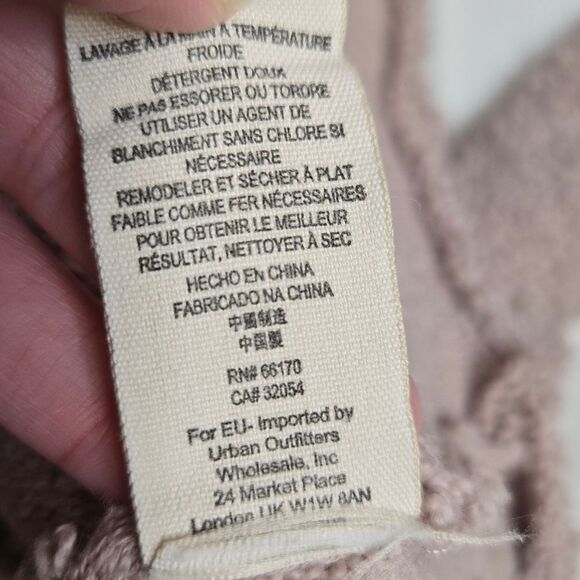 LAVAGE À LA MAIN À TEMPÉRATURE
FROIDE
DÉTERGENT DOUX
NE PAS ESSORER OU TORDRE
UTILISER UN AGENT DE
BLANCHIMENT SANS CHLORE SI
NÉCESSAIRE
REMODELER ET SÉCHER À PLAT
FAIBLE COMME FER NÉCESSAIRES
POUR OBTENIR LE MEILLEUR
RÉSULTAT, NETTOYER À SEC
HECHO EN CHINA
FABRICADO NA CHINA
中國制造
中国製
RN# 66170
CA# 32054
For EU- Imported by
Urban Outfitters
Wholesale, Inc
24 Market Place
London UK W1W 8AN